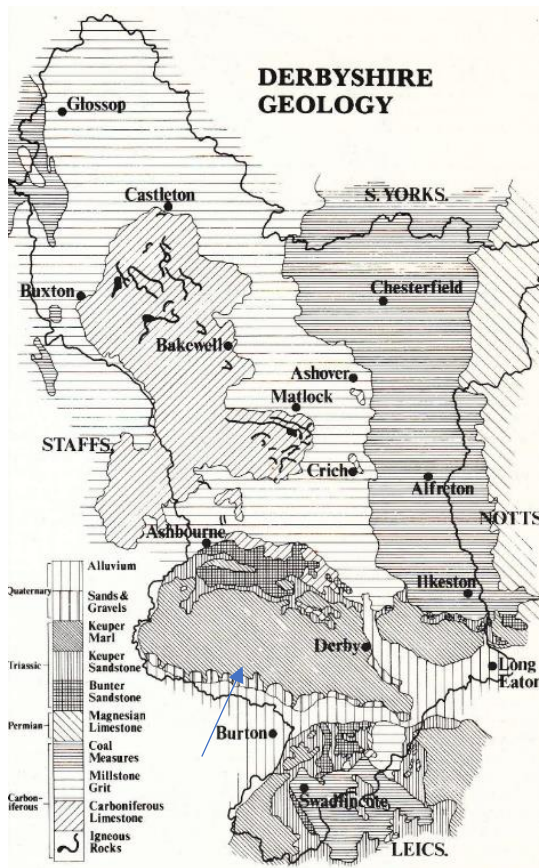 DERBYSHIRE
GEOLOGY
Glossop
S. YORKS.
Castleton
Buxton
Chesterfield
Bakewell
Ashover
Matlock
STAFFS.
Crich
Alfreton
NOTTS
Ashbourne
Ilkeston
Derby
Long
Eaton
Burton
Swadlincote
LEICS.
Quaternary
Alluvium
Sands &
Gravels
Triassic
Keuper
Marl
Keuper
Sandstone
Bunter
Sandstone
Permian
Magnesian
Limestone
Carbon-
iferous
Coal
Measures
Millstone
Grit
Carboniferous
Limestone
Igneous
Rocks